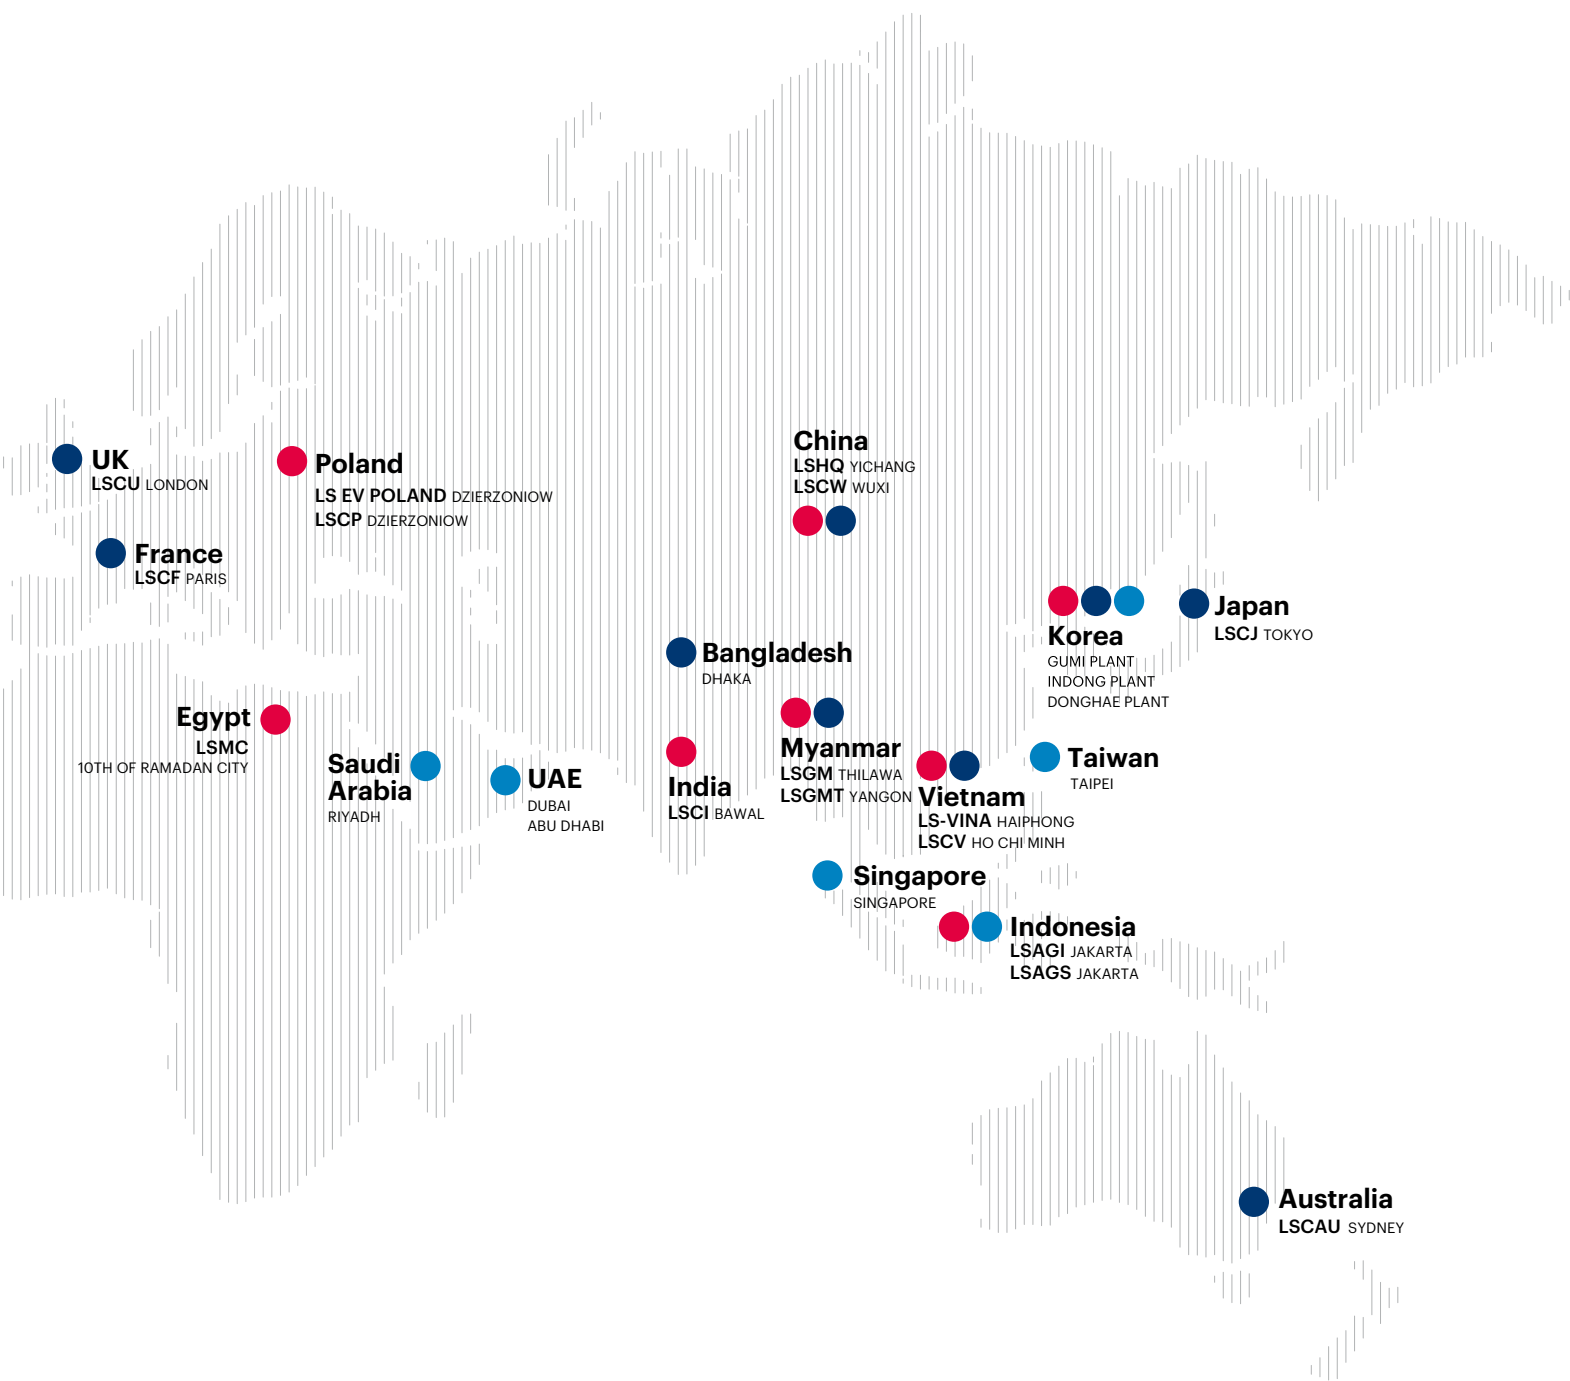 UK
LSCU LONDON
Poland
LS EV POLAND DZIERZONIOW
LSCP DZIERZONIOW
France
LSCF PARIS
China
LSHQ YICHANG
LSCW WUXI
Korea
GUMI PLANT
INDONG PLANT
DONGHAE PLANT
Japan
LSCJ TOKYO
Bangladesh
DHAKA
Egypt
LSMC
10TH OF RAMADAN CITY
Saudi
Arabia
RIYADH
UAE
DUBAI
ABU DHABI
India
LSCI BAWAL
Myanmar
LSGM THILAWA
LSGMT YANGON
Vietnam
LS-VINA HAIPHONG
LSCV HO CHI MINH
Taiwan
TAIPEI
Singapore
SINGAPORE
Indonesia
LSAGI JAKARTA
LSAGS JAKARTA
Australia
LSCAU SYDNEY